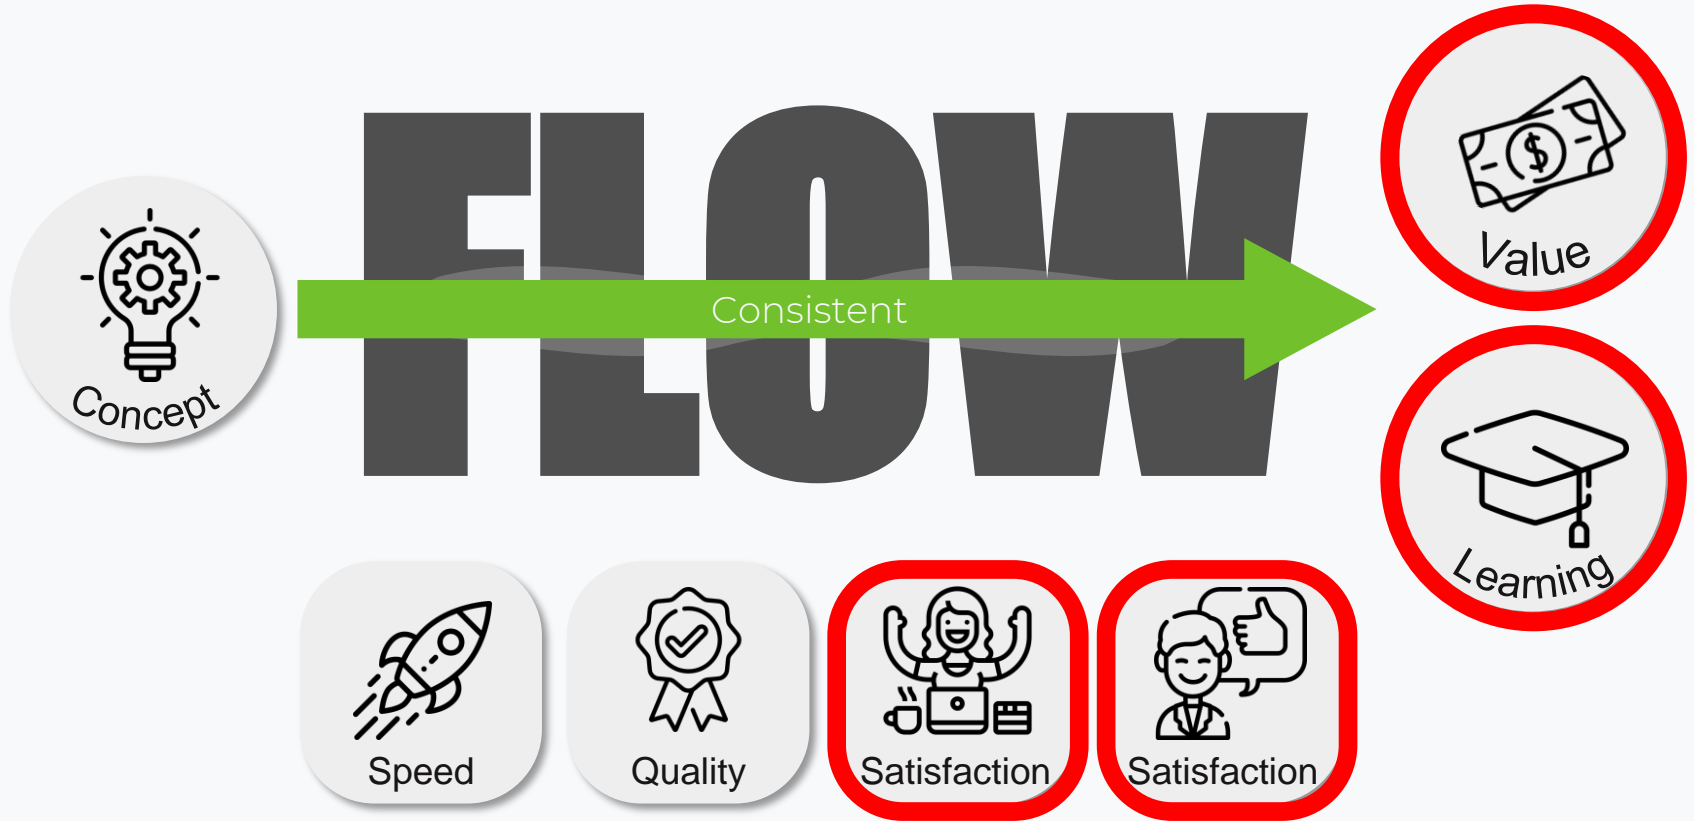 FLOW
Consistent
Concept
Value
Learning
Speed
Quality
Satisfaction
Satisfaction
$